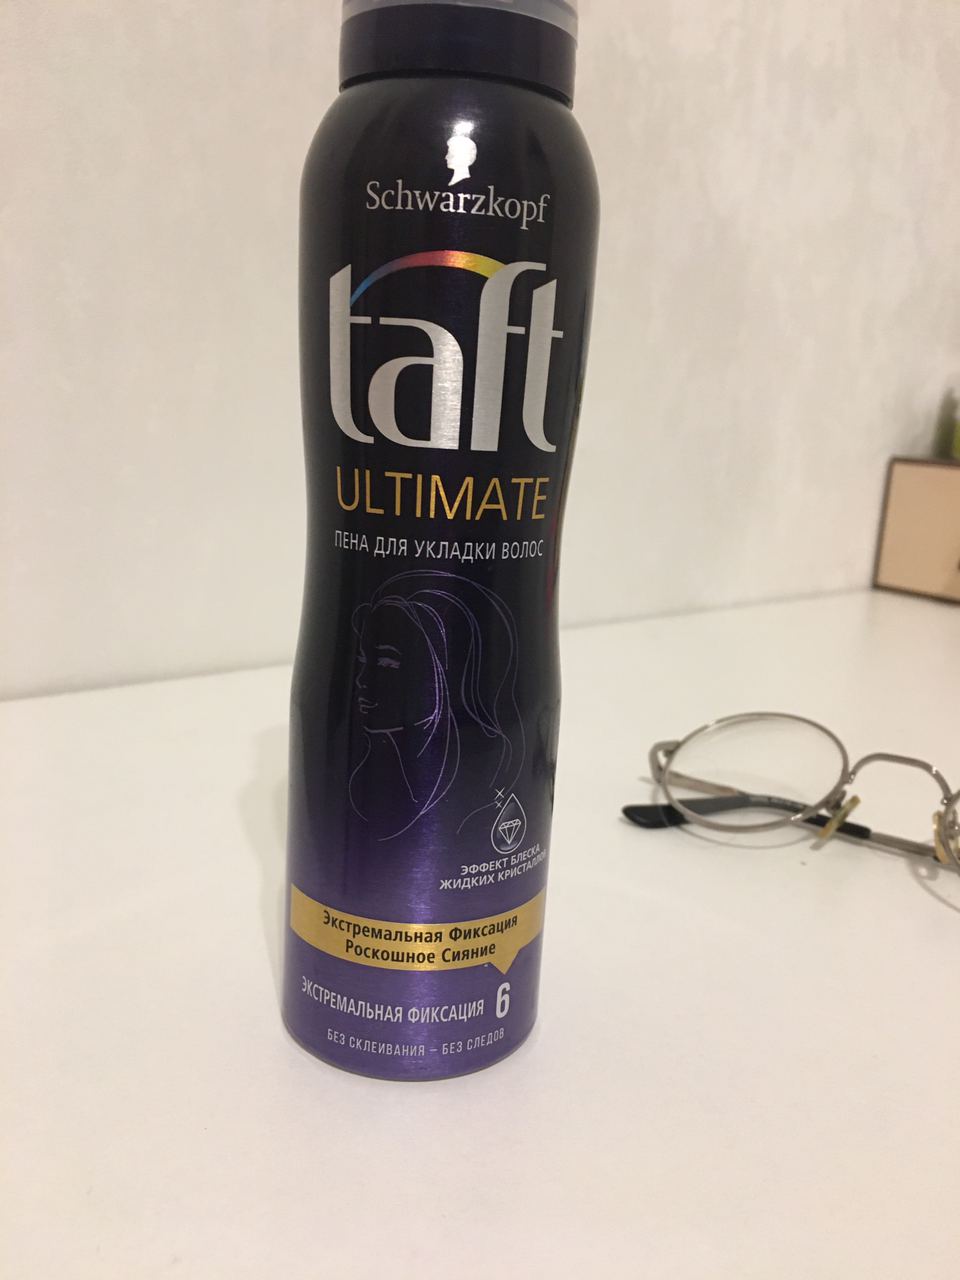 Schwarzkopf
taft
ULTIMATE
ПЕНА ДЛЯ УКЛАДКИ ВОЛОС
ЭФФЕКТ БЛЕСКА
ЖИДКИХ КРИСТАЛЛОВ
Экстремальная Фиксация
Роскошное Сияние
ЭКСТРЕМАЛЬНАЯ ФИКСАЦИЯ 6
БЕЗ СКЛЕИВАНИЯ – БЕЗ СЛЕДОВ